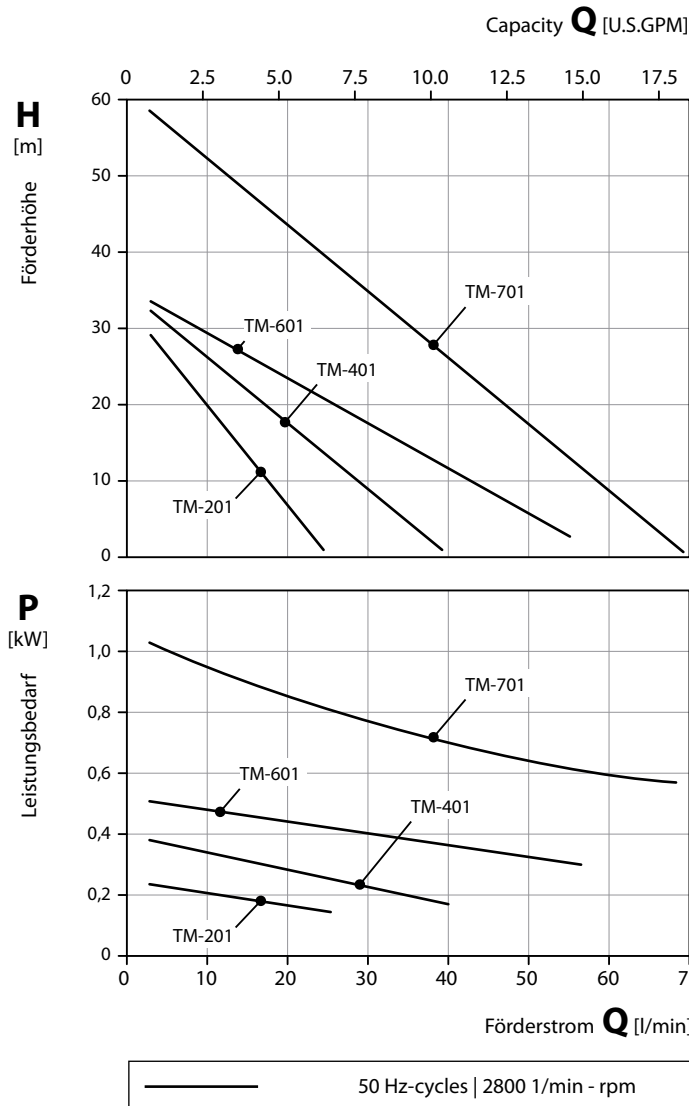 Capacity Q [U.S.GPM]
0 2.5 5.0 7.5 10.0 12.5 15.0 17.5
H
[m]
Förderhöhe
60
50
40
30
20
10
0
TM-701
TM-601
TM-401
TM-201
P
[kW]
Leistungsbedarf
1,2
1,0
0,8
0,6
0,4
0,2
0
TM-701
TM-601
TM-401
TM-201
0 10 20 30 40 50 60 7
Förderstrom Q [l/min]
50 Hz-cycles | 2800 1/min - rpm